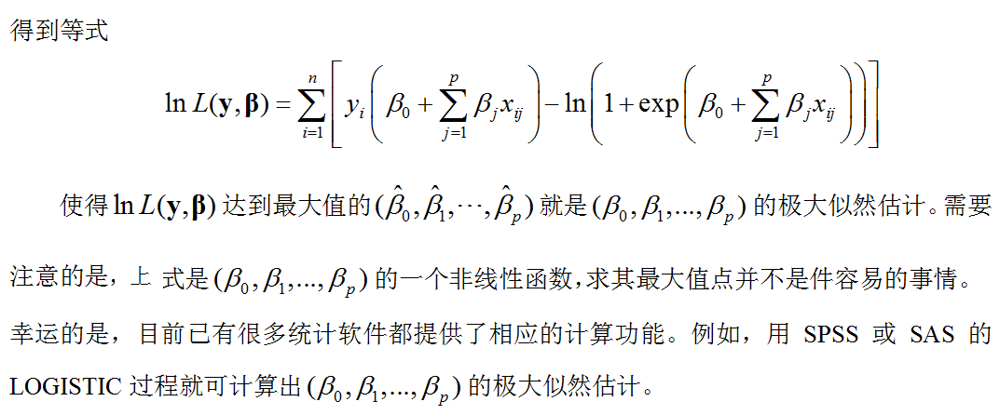 得到等式
$$\ln L(\mathbf{y},\boldsymbol{\beta})=\sum_{i=1}^{n}\left[y_i\left(\beta_0+\sum_{j=1}^{p}\beta_j x_{ij}\right)-\ln\left(1+\exp\left(\beta_0+\sum_{j=1}^{p}\beta_j x_{ij}\right)\right)\right]$$
使得 $\ln L(\mathbf{y},\boldsymbol{\beta})$ 达到最大值的 $(\hat{\beta}_0,\hat{\beta}_1,\cdots,\hat{\beta}_p)$ 就是 $(\beta_0,\beta_1,...,\beta_p)$ 的极大似然估计。需要
注意的是，上 式是 $(\beta_0,\beta_1,...,\beta_p)$ 的一个非线性函数，求其最大值点并不是件容易的事情。
幸运的是，目前已有很多统计软件都提供了相应的计算功能。例如，用 SPSS 或 SAS 的
LOGISTIC 过程就可计算出 $(\beta_0,\beta_1,...,\beta_p)$ 的极大似然估计。